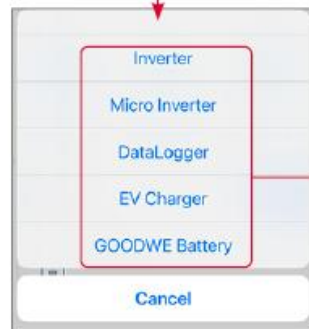 Inverter
Micro Inverter
DataLogger
EV Charger
GOODWE Battery
Cancel